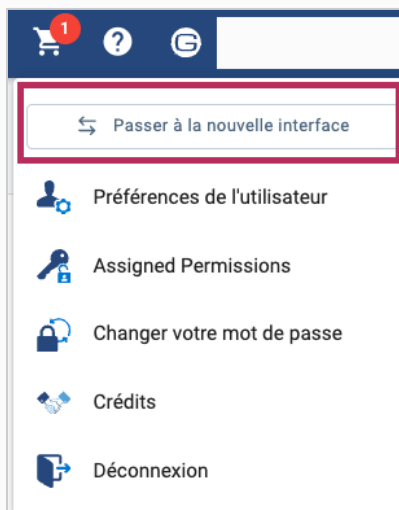 1
?
G
Passer à la nouvelle interface
Préférences de l'utilisateur
Assigned Permissions
Changer votre mot de passe
Crédits
Déconnexion